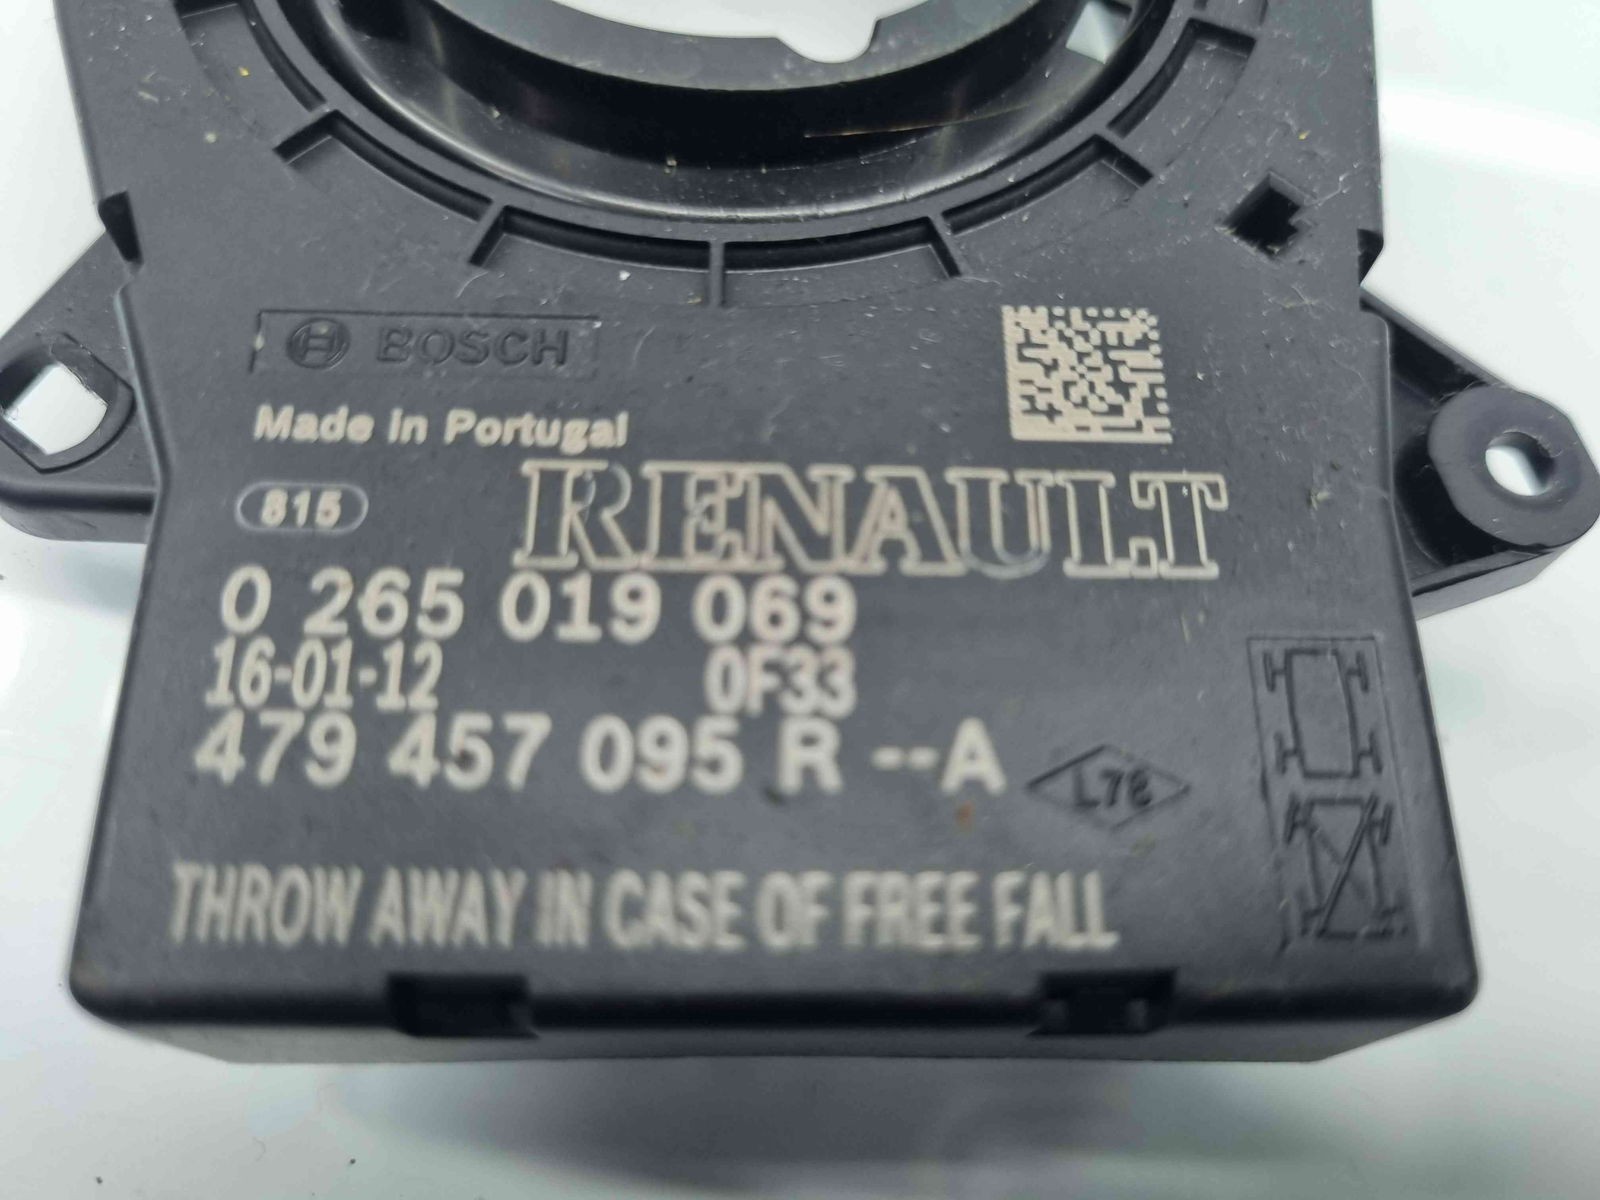 BOSCH
Made in Portugal
815
RENAULT
0 265 019 069
16-01-12 0F33
479 457 095 R --A
L78
THROW AWAY IN CASE OF FREE FALL